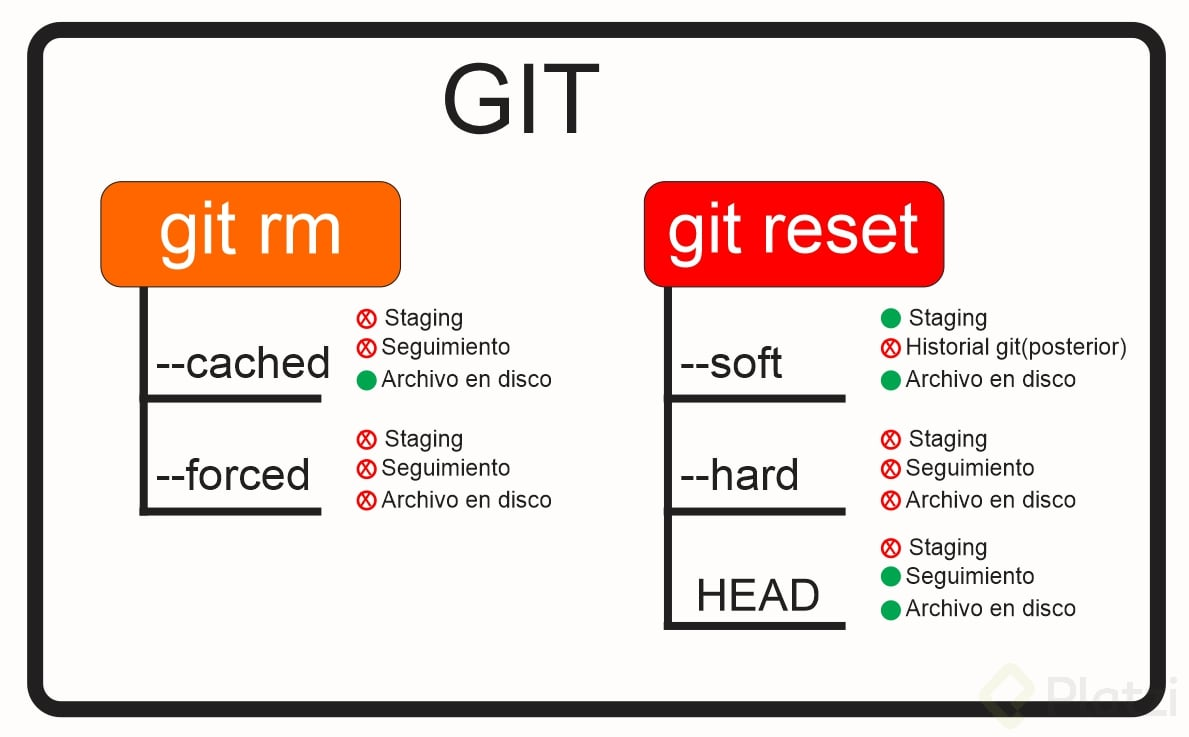 GIT
git rm
--cached
Staging
Seguimiento
Archivo en disco
--forced
Staging
Seguimiento
Archivo en disco
git reset
--soft
Staging
Historial git(posterior)
Archivo en disco
--hard
Staging
Seguimiento
Archivo en disco
HEAD
Staging
Seguimiento
Archivo en disco
Platzi